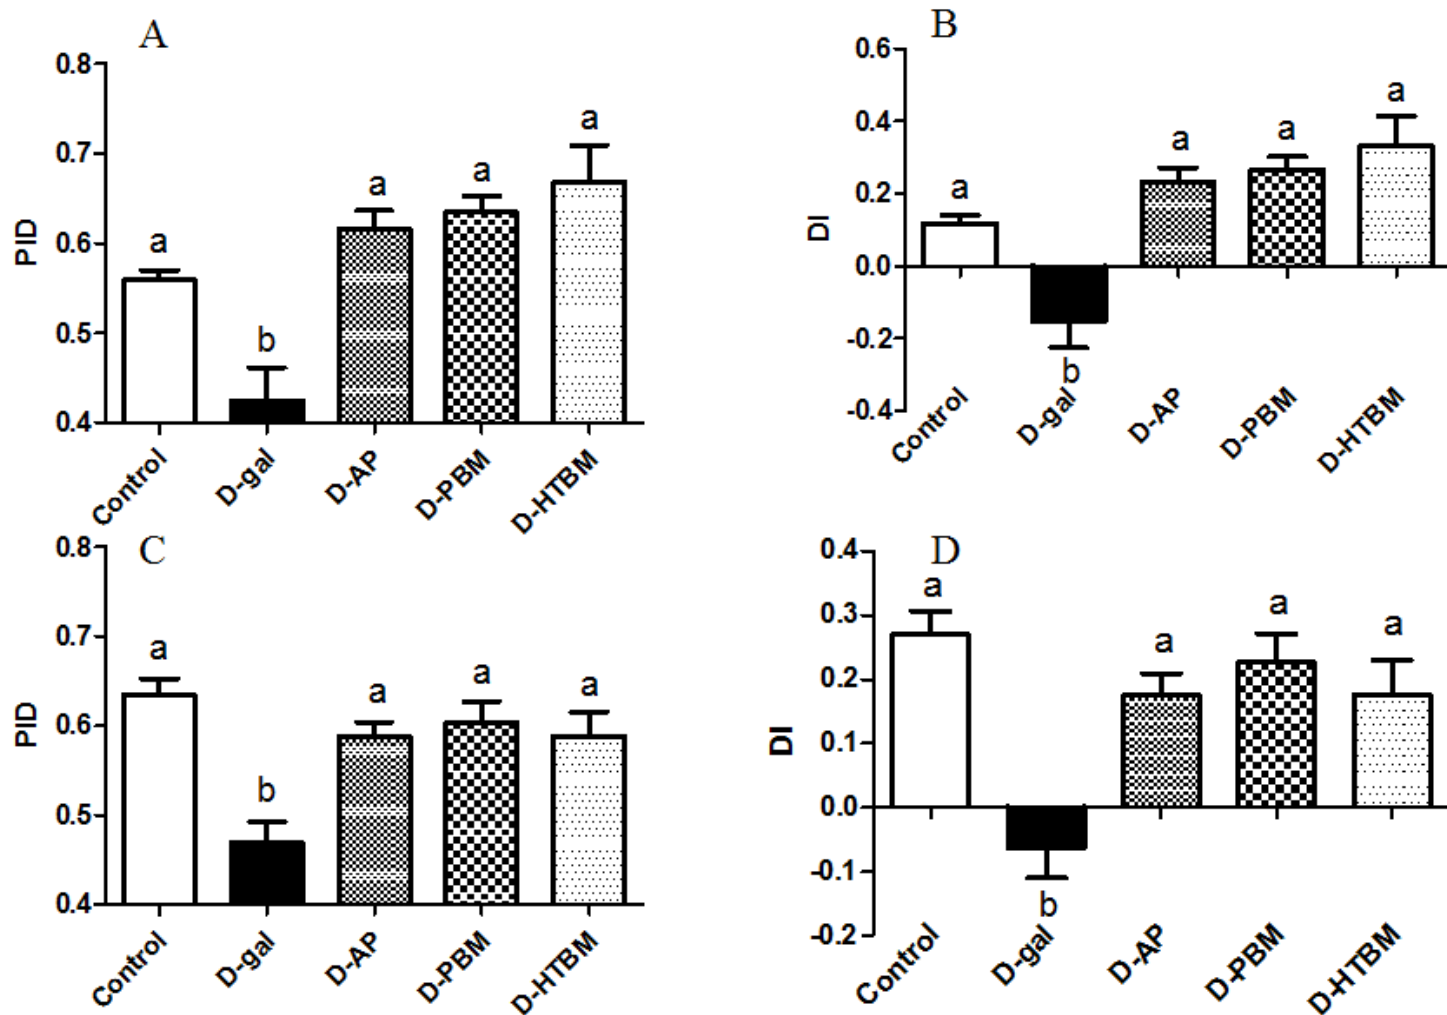 A
0.8
0.7
0.6
0.5
0.4
PID
a
b
a
a
a
Control
D-gal
D-AP
D-PBM
D-HTBM
B
0.6
0.4
0.2
0.0
-0.2
-0.4
DI
a
b
a
a
a
Control
D-gal
D-AP
D-PBM
D-HTBM
C
0.8
0.7
0.6
0.5
0.4
PID
a
b
a
a
a
Control
D-gal
D-AP
D-PBM
D-HTBM
D
0.4
0.3
0.2
0.1
0.0
-0.1
-0.2
DI
a
b
a
a
a
Control
D-gal
D-AP
D-PBM
D-HTBM